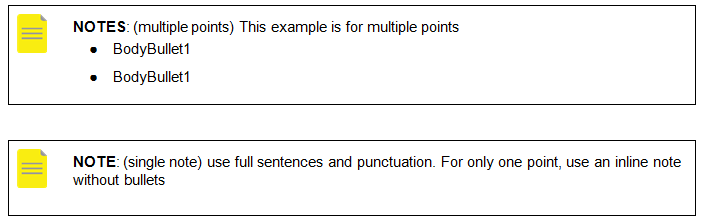 NOTES: (multiple points) This example is for multiple points
● BodyBullet1
● BodyBullet1
NOTE: (single note) use full sentences and punctuation. For only one point, use an inline note
without bullets